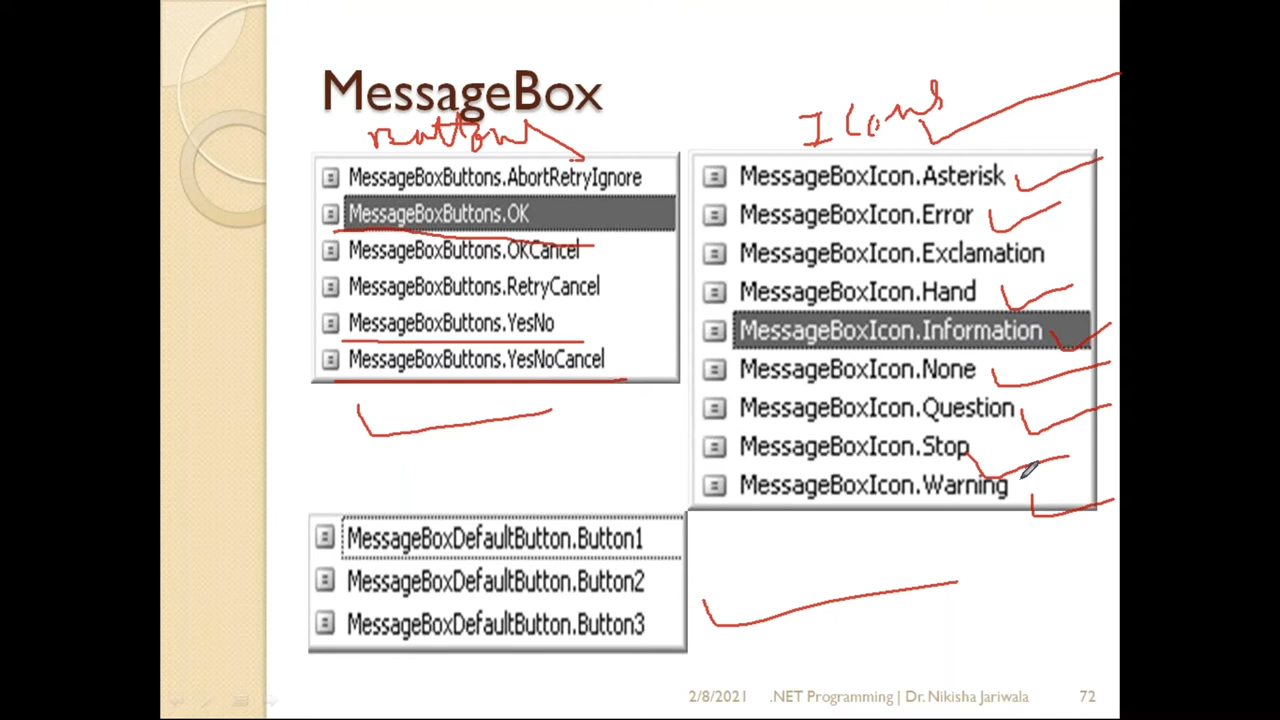 MessageBox
Buttons
MessageBoxButtons.AbortRetryIgnore
MessageBoxButtons.OK
MessageBoxButtons.OKCancel
MessageBoxButtons.RetryCancel
MessageBoxButtons.YesNo
MessageBoxButtons.YesNoCancel
Icons
MessageBoxIcon.Asterisk
MessageBoxIcon.Error
MessageBoxIcon.Exclamation
MessageBoxIcon.Hand
MessageBoxIcon.Information
MessageBoxIcon.None
MessageBoxIcon.Question
MessageBoxIcon.Stop
MessageBoxIcon.Warning
MessageBoxDefaultButton.Button1
MessageBoxDefaultButton.Button2
MessageBoxDefaultButton.Button3
2/8/2021 .NET Programming | Dr. Nikisha Jariwala 72